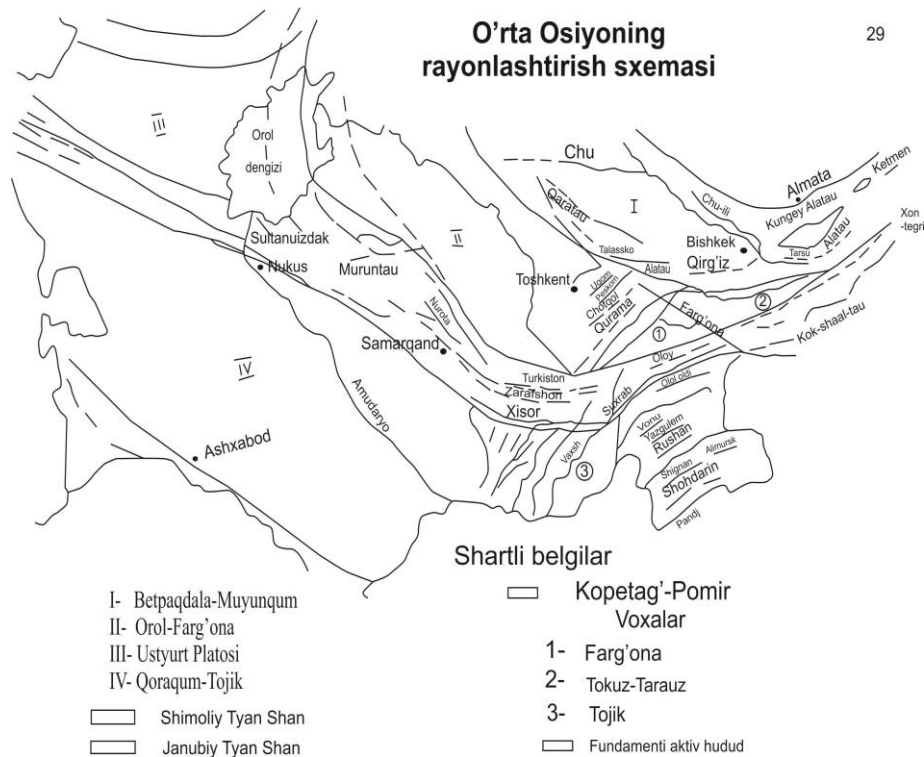 O'rta Osiyoning
rayonlashtirish sxemasi
29
III
Orol
dengizi
Chu
Almata
Ketmen
Qaratau
I
Chu-ili
Kungey Alatau
Xon
-tegri
II
Sultanuizdak
Talassko
Bishkek
Tarsu
Alatau
Nukus
Muruntau
Toshkent
Alatau
Qirg'iz
Ugom
Peskom
Chotqol
Qurama
2
Nurota
Farg'ona
1
Kok-shaal-tau
Samarqand
Oloy
IV
Turkiston
Zarafshon
Suxrab
Olol oldi
Xisor
Amudaryo
Vonu
Yazgulem
Rushan
Ashxabod
Vaxsh
Alimursk
3
Shignan
Shohdarin
Pandj
Shartli belgilar
I- Betpaqdala-Muyunqum
II- Orol-Farg'ona
III- Ustyurt Platosi
IV- Qoraqum-Tojik
Shimoliy Tyan Shan
Janubiy Tyan Shan
Kopetag'-Pomir
Voxalar
1- Farg'ona
2- Tokuz-Tarauz
3- Tojik
Fundamenti aktiv hudud